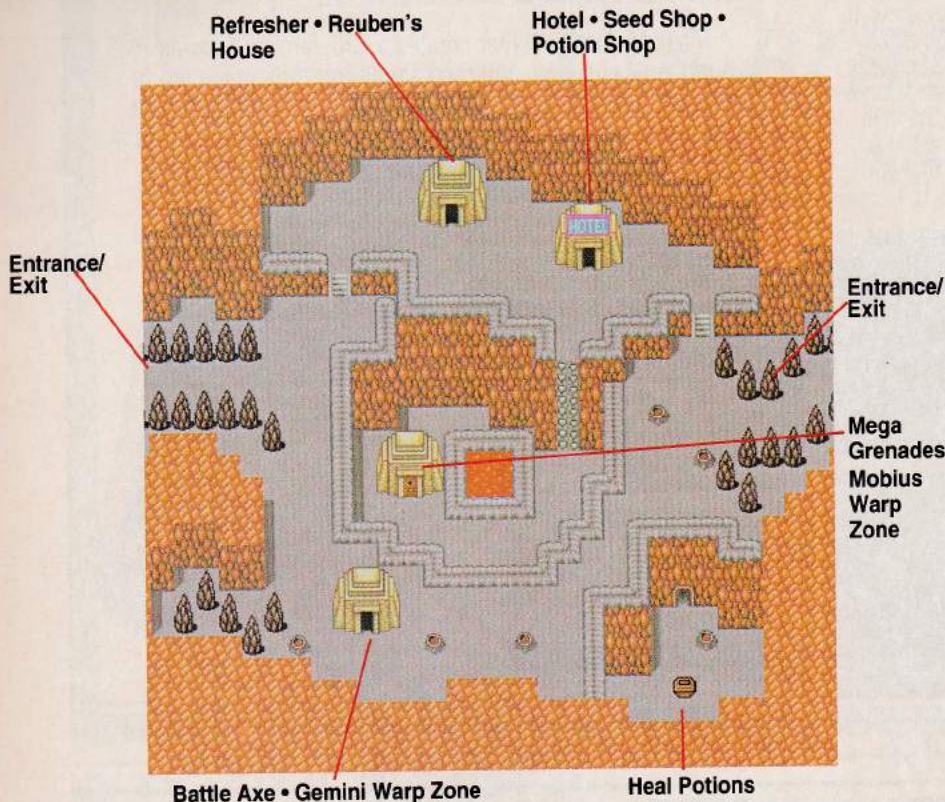 Refresher • Reuben's
House
Hotel • Seed Shop •
Potion Shop
HOTEL
Entrance/
Exit
Entrance/
Exit
Mega
Grenades
Mobius
Warp
Zone
Battle Axe • Gemini Warp Zone
Heal Potions